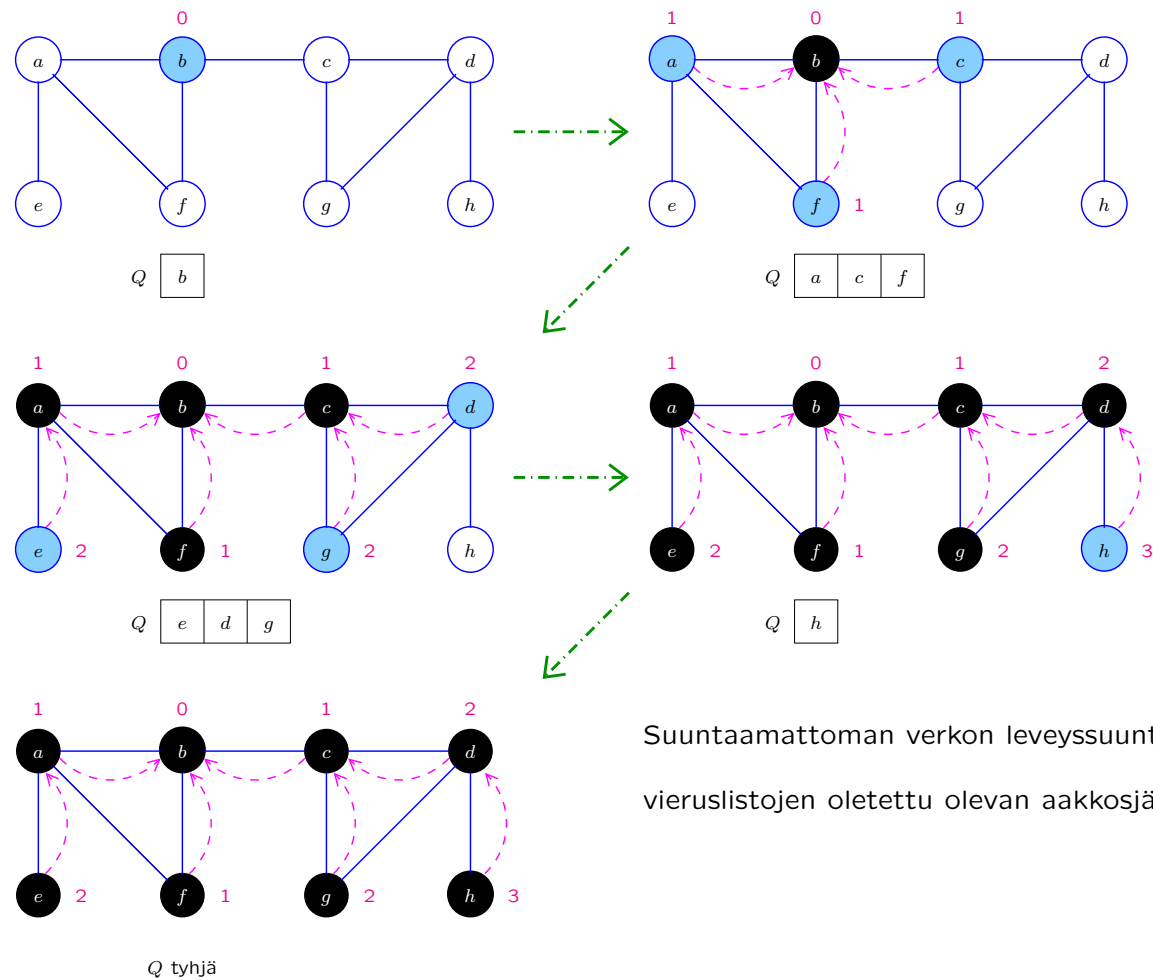 0
a b c d
e f g h
Q b
1 0 1
a b c d
e f 1 g h
Q a c f
1 0 1 2
a b c d
e 2 f 1 g 2 h
Q e d g
1 0 1 2
a b c d
e 2 f 1 g 2 h 3
Q h
1 0 1 2
a b c d
e 2 f 1 g 2 h 3
Q tyhjä
Suuntaamattoman verkon leveyssuunt
vieruslistojen oletettu olevan aakkosjä